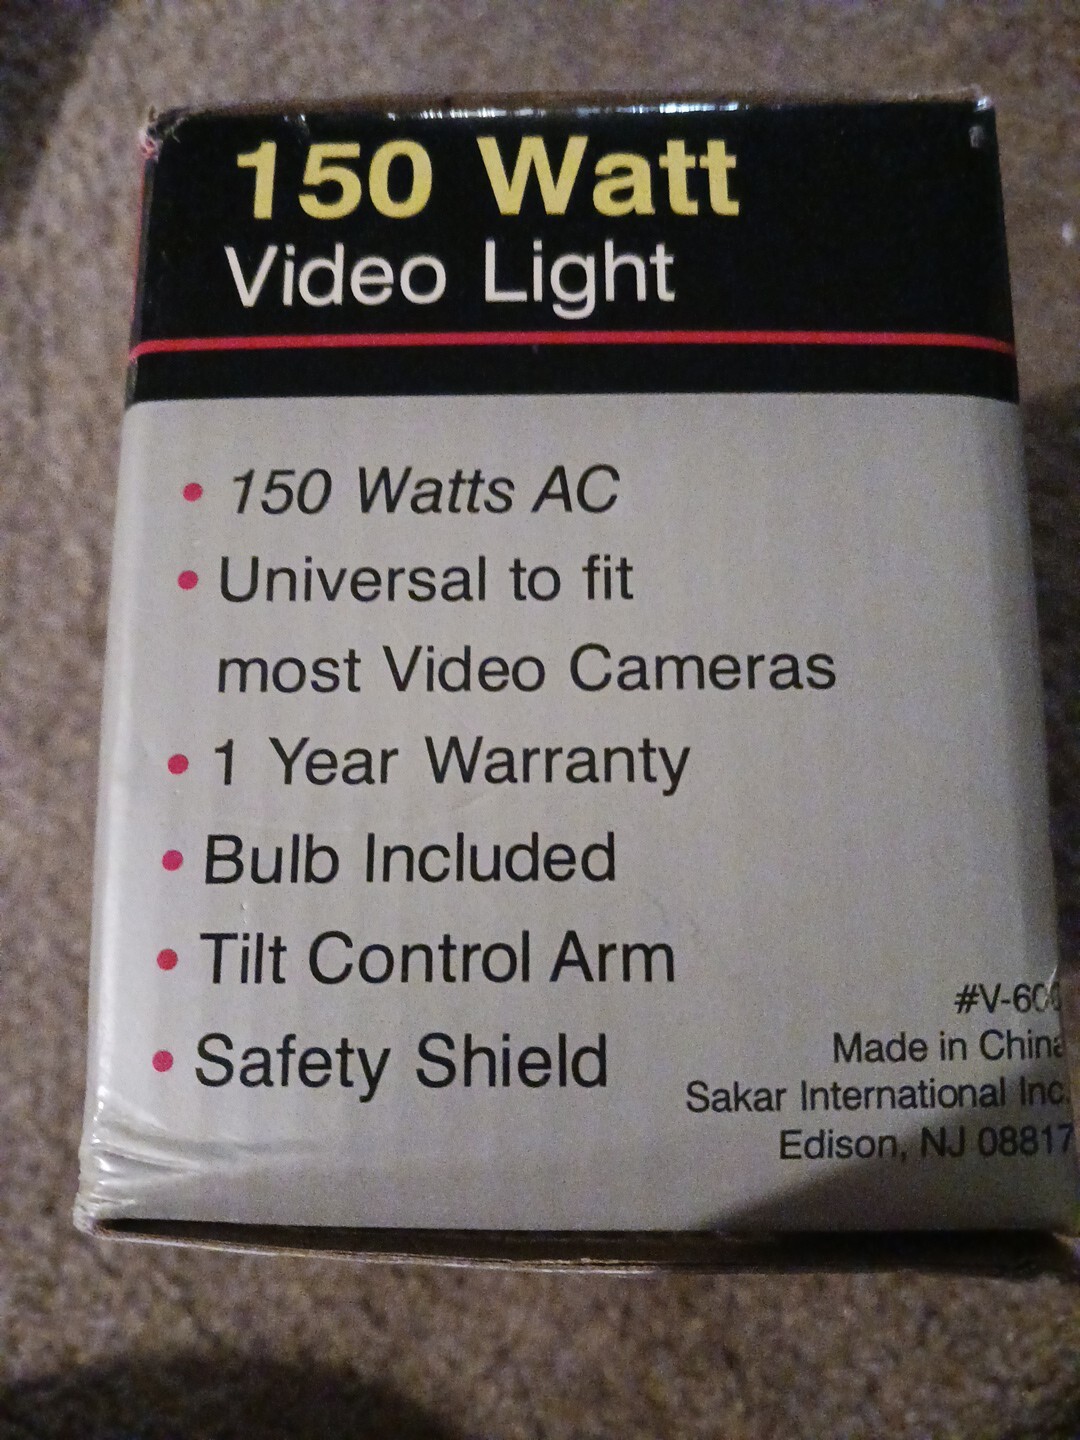 150 Watt
Video Light
• 150 Watts AC
• Universal to fit
most Video Cameras
• 1 Year Warranty
• Bulb Included
• Tilt Control Arm
• Safety Shield
Made in China
Sakar International Inc.
Edison, NJ 08817